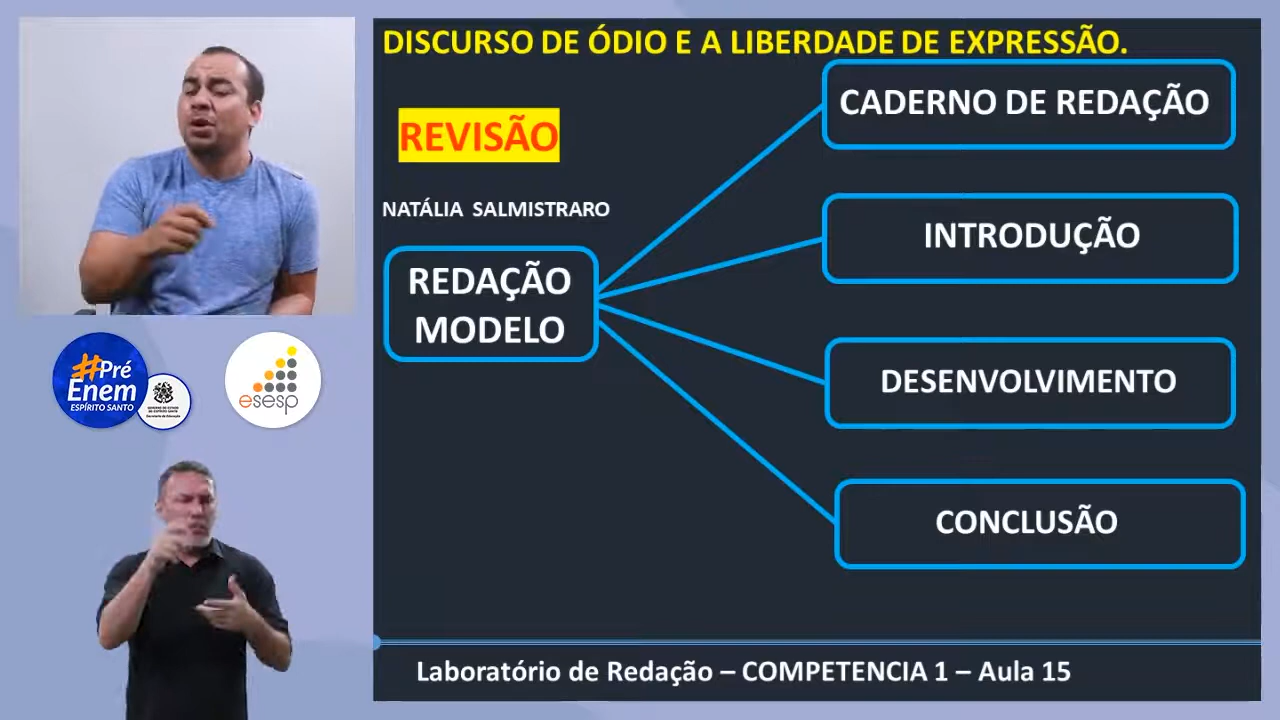 DISCURSO DE ÓDIO E A LIBERDADE DE EXPRESSÃO.
REVISÃO
NATÁLIA SALMISTRARO
REDAÇÃO
MODELO
CADERNO DE REDAÇÃO
INTRODUÇÃO
DESENVOLVIMENTO
CONCLUSÃO
#Pré
Enem
ESPÍRITO SANTO
esesp
Laboratório de Redação – COMPETENCIA 1 – Aula 15